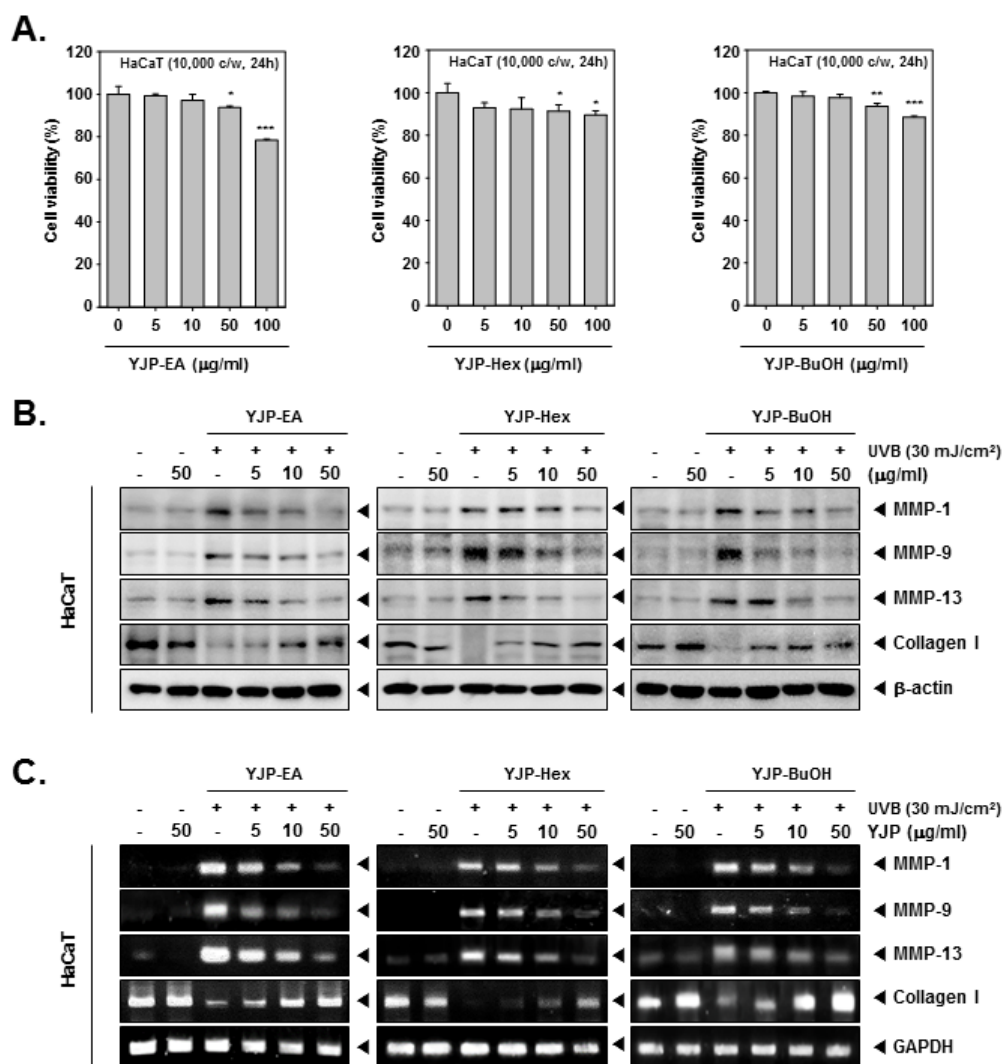 A.
120
100
80
60
40
20
0
Cell viability (%)
HaCaT (10,000 c/w, 24h)
*
***
0 5 10 50 100
YJP-EA (μg/ml)
120
100
80
60
40
20
0
Cell viability (%)
HaCaT (10,000 c/w, 24h)
*
*
0 5 10 50 100
YJP-Hex (μg/ml)
120
100
80
60
40
20
0
Cell viability (%)
HaCaT (10,000 c/w, 24h)
**
***
0 5 10 50 100
YJP-BuOH (μg/ml)
B.
YJP-EA YJP-Hex YJP-BuOH
- - + + + + - - + + + + - - + + + + UVB (30 mJ/cm²)
- 50 - 5 10 50 - 50 - 5 10 50 - 50 - 5 10 50 (μg/ml)
HaCaT
MMP-1
MMP-9
MMP-13
Collagen I
β-actin
C.
YJP-EA YJP-Hex YJP-BuOH
- - + + + + - - + + + + - - + + + + UVB (30 mJ/cm²)
- 50 - 5 10 50 - 50 - 5 10 50 - 50 - 5 10 50 YJP (μg/ml)
HaCaT
MMP-1
MMP-9
MMP-13
Collagen I
GAPDH